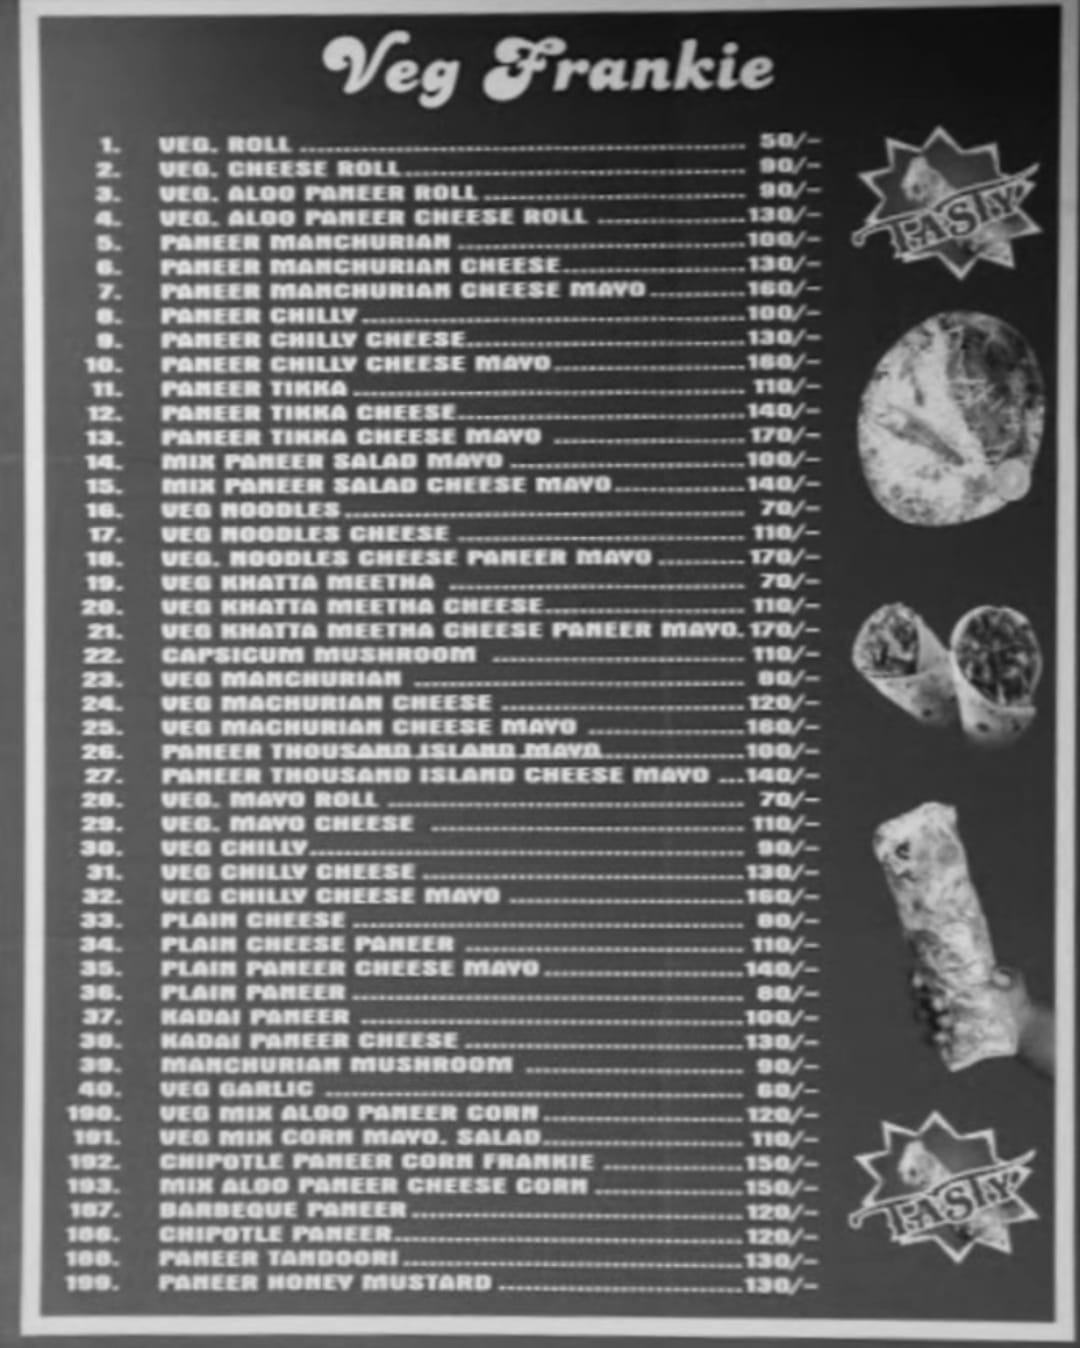 Veg Frankie
1. VEG. ROLL 50/-
2. VEG. CHEESE ROLL 90/-
3. VEG. ALOO PANEER ROLL 90/-
4. VEG. ALOO PANEER CHEESE ROLL 130/-
5. PANEER MANCHURIAN 100/-
6. PANEER MANCHURIAN CHEESE 130/-
7. PANEER MANCHURIAN CHEESE MAYO 160/-
8. PANEER CHILLY 100/-
9. PANEER CHILLY CHEESE 130/-
10. PANEER CHILLY CHEESE MAYO 160/-
11. PANEER TIKKA 110/-
12. PANEER TIKKA CHEESE 140/-
13. PANEER TIKKA CHEESE MAYO 170/-
14. MIX PANEER SALAD MAYO 100/-
15. MIX PANEER SALAD CHEESE MAYO 140/-
16. VEG NOODLES 70/-
17. VEG NOODLES CHEESE 110/-
18. VEG. NOODLES CHEESE PANEER MAYO 170/-
19. VEG KHATTA MEETHA 70/-
20. VEG KHATTA MEETHA CHEESE 110/-
21. VEG KHATTA MEETHA CHEESE PANEER MAYO. 170/-
22. CAPSICUM MUSHROOM 110/-
23. VEG MANCHURIAN 80/-
24. VEG MACHURIAN CHEESE 120/-
25. VEG MACHURIAN CHEESE MAYO 160/-
26. PANEER THOUSAND ISLAND MAYO 100/-
27. PANEER THOUSAND ISLAND CHEESE MAYO 140/-
28. VEG. MAYO ROLL 70/-
29. VEG. MAYO CHEESE 110/-
30. VEG CHILLY 90/-
31. VEG CHILLY CHEESE 130/-
32. VEG CHILLY CHEESE MAYO 160/-
33. PLAIN CHEESE 80/-
34. PLAIN CHEESE PANEER 110/-
35. PLAIN PANEER CHEESE MAYO 140/-
36. PLAIN PANEER 80/-
37. KADAI PANEER 100/-
38. KADAI PANEER CHEESE 130/-
39. MANCHURIAN MUSHROOM 90/-
40. VEG GARLIC 60/-
190. VEG MIX ALOO PANEER CORN 120/-
191. VEG MIX CORN MAYO. SALAD 110/-
192. CHIPOTLE PANEER CORN FRANKIE 150/-
193. MIX ALOO PANEER CHEESE CORN 150/-
187. BARBEQUE PANEER 120/-
186. CHIPOTLE PANEER 120/-
188. PANEER TANDOORI 130/-
199. PANEER HONEY MUSTARD 130/-
TASTY
TASTY